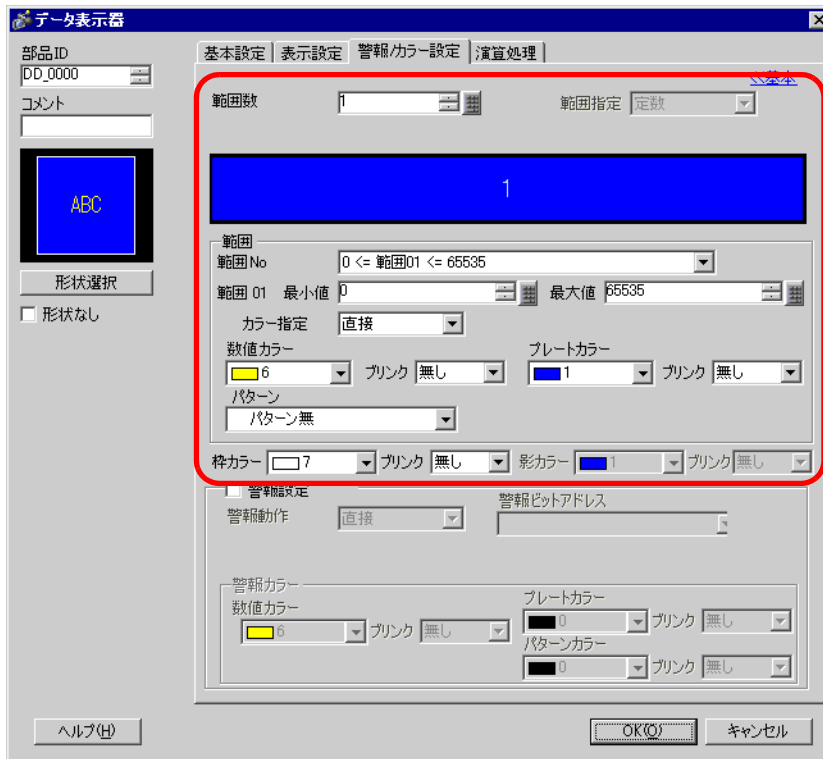 データ表示器
部品ID
DD_0000
コメント
ABC
形状選択
形状なし
基本設定 表示設定 警報/カラー設定 演算処理
<<基本
範囲数 1 範囲指定 定数
1
範囲
範囲No 0 <= 範囲01 <= 65535
範囲 01 最小値 0 最大値 65535
カラー指定 直接
数値カラー プレートカラー
6 ブリンク 無し 1 ブリンク 無し
パターン
パターン無
枠カラー 7 ブリンク 無し 影カラー 1 ブリンク 無し
警報設定
警報動作 直接 警報ビットアドレス
警報カラー
数値カラー プレートカラー
6 ブリンク 無し 0 ブリンク 無し
パターンカラー
0 ブリンク 無し
ヘルプ(H) OK(O) キャンセル